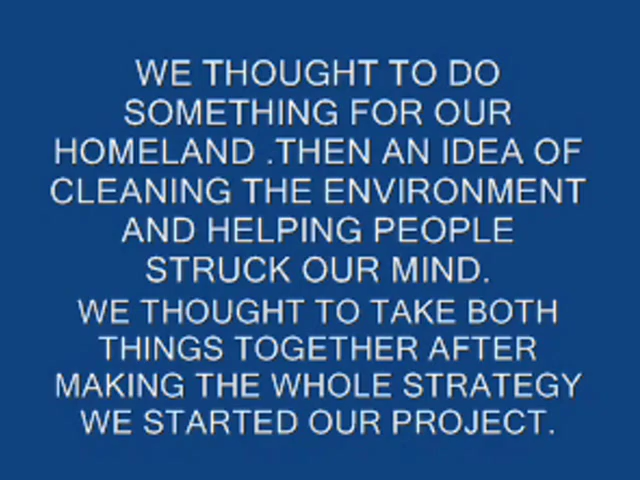 WE THOUGHT TO DO
SOMETHING FOR OUR
HOMELAND .THEN AN IDEA OF
CLEANING THE ENVIRONMENT
AND HELPING PEOPLE
STRUCK OUR MIND.
WE THOUGHT TO TAKE BOTH
THINGS TOGETHER AFTER
MAKING THE WHOLE STRATEGY
WE STARTED OUR PROJECT.